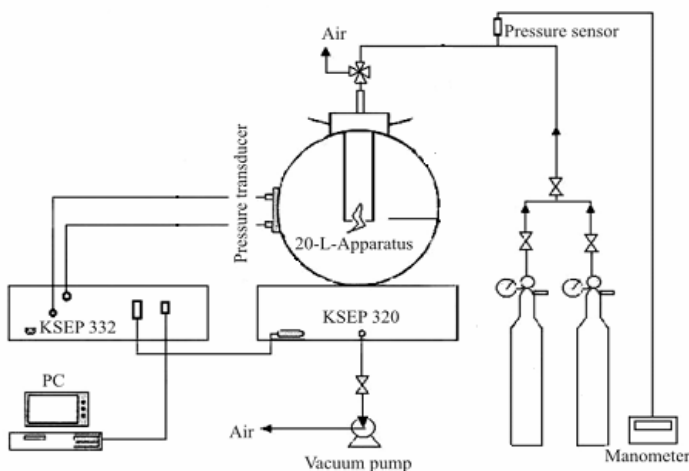 Air
Pressure sensor
Pressure transducer
20-L-Apparatus
KSEP 332
KSEP 320
PC
Air
Vacuum pump
Manometer